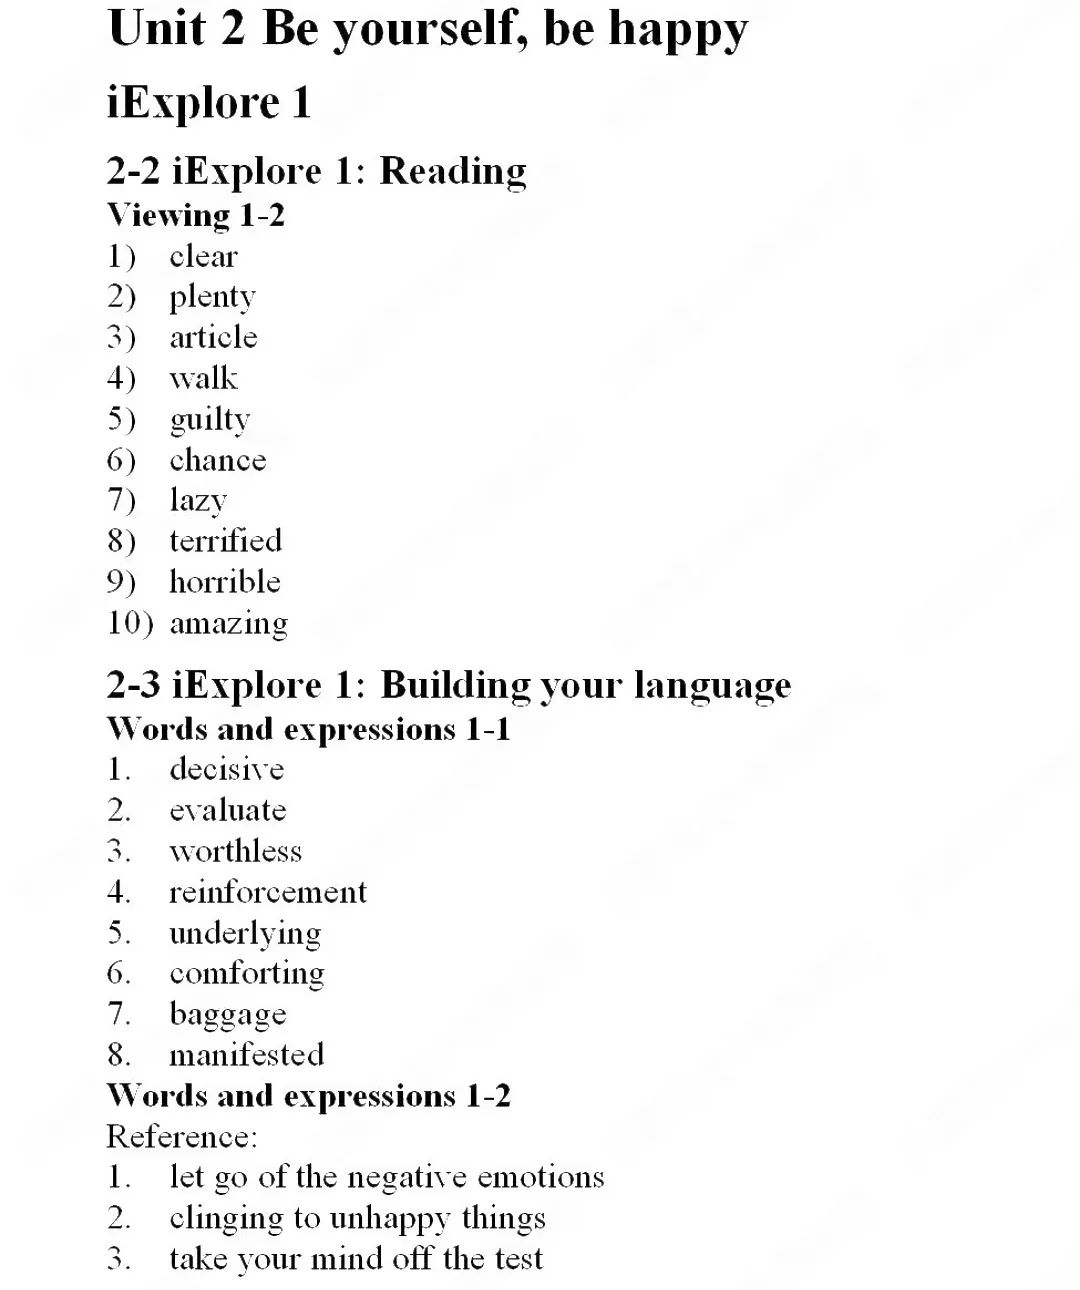 Unit 2 Be yourself, be happy
iExplore 1
2-2 iExplore 1: Reading
Viewing 1-2
1) clear
2) plenty
3) article
4) walk
5) guilty
6) chance
7) lazy
8) terrified
9) horrible
10) amazing
2-3 iExplore 1: Building your language
Words and expressions 1-1
1. decisive
2. evaluate
3. worthless
4. reinforcement
5. underlying
6. comforting
7. baggage
8. manifested
Words and expressions 1-2
Reference:
1. let go of the negative emotions
2. clinging to unhappy things
3. take your mind off the test